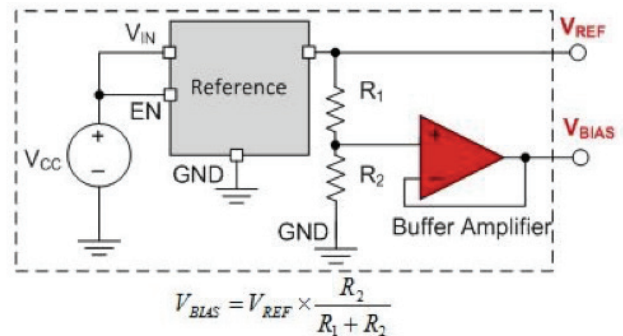 V_IN
V_REF
Reference
EN
R_1
V_BIAS
+
+
V_CC
−
−
R_2
GND
GND
Buffer Amplifier
V_BIAS = V_REF × R_2 / (R_1 + R_2)